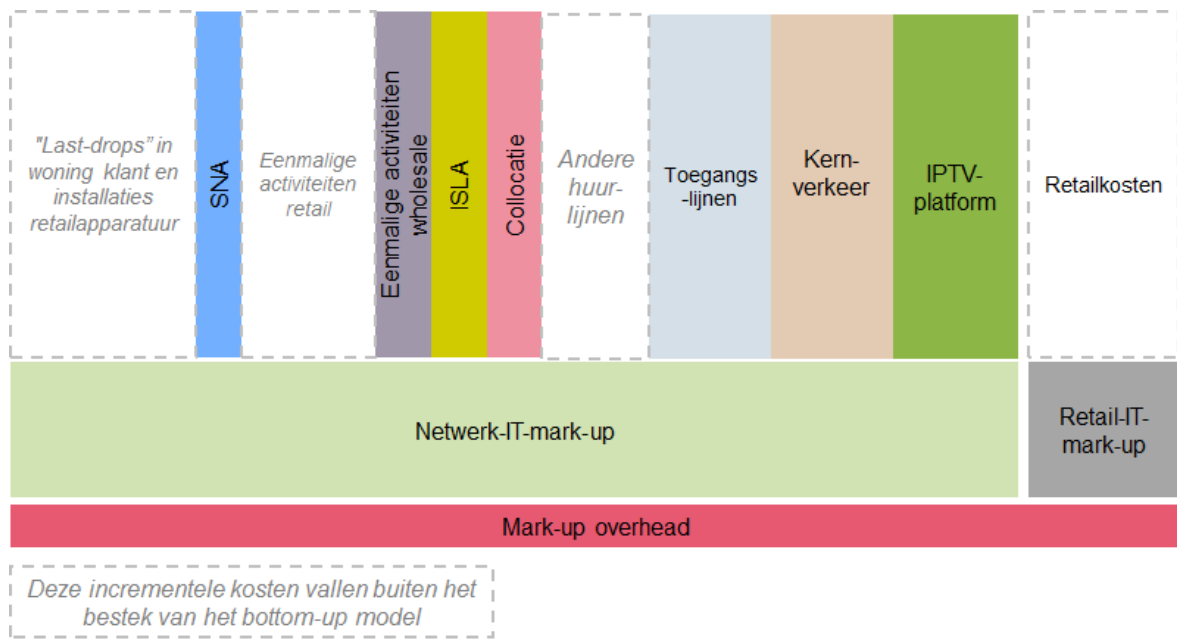 "Last-drops” in
woning klant en
installaties
retailapparatuur
SNA
Eenmalige
activiteiten
retail
Eenmalige activiteiten
wholesale
ISLA
Collocatie
Andere
huur-
lijnen
Toegangs
-lijnen
Kern-
verkeer
IPTV-
platform
Retailkosten
Netwerk-IT-mark-up
Retail-IT-
mark-up
Mark-up overhead
Deze incrementele kosten vallen buiten het
bestek van het bottom-up model